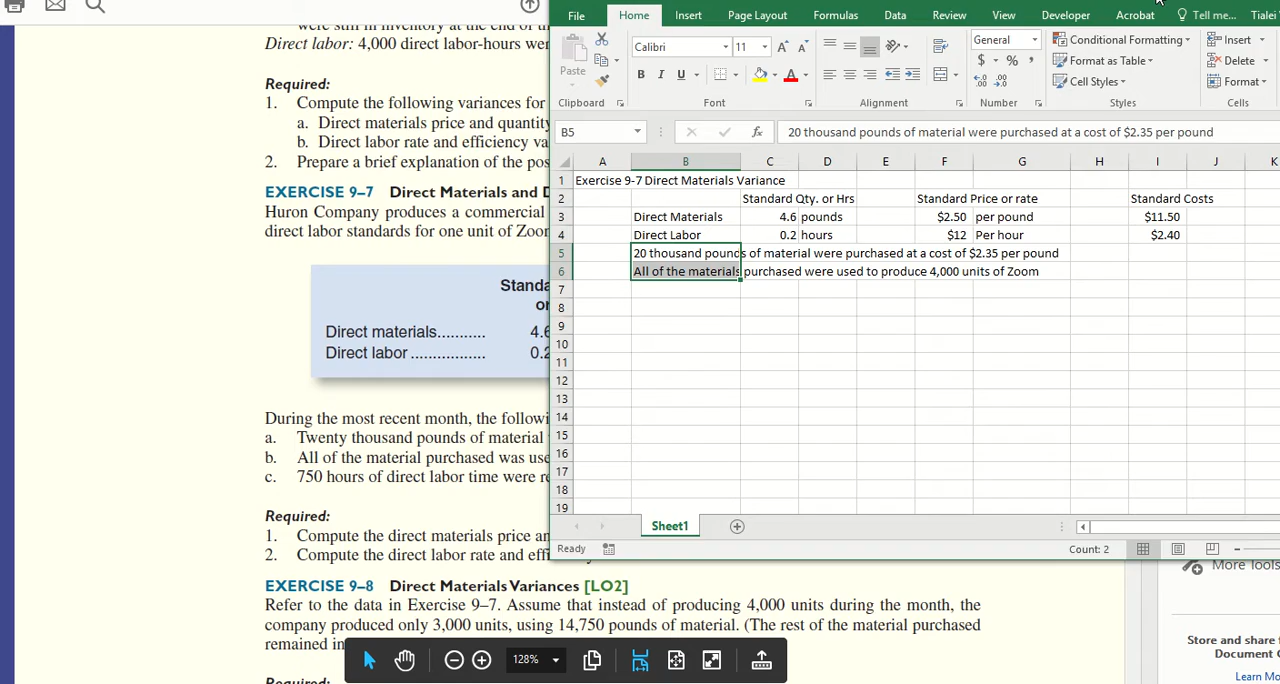 were still in inventory at the end of th
Direct labor: 4,000 direct labor-hours wer
Required:
1. Compute the following variances for
a. Direct materials price and quantity
b. Direct labor rate and efficiency va
2. Prepare a brief explanation of the pos
EXERCISE 9–7 Direct Materials and D
Huron Company produces a commercial
direct labor standards for one unit of Zoo
Standa
or
Direct materials........... 4.6
Direct labor ................. 0.2
During the most recent month, the followi
a. Twenty thousand pounds of material
b. All of the material purchased was use
c. 750 hours of direct labor time were re
Required:
1. Compute the direct materials price an
2. Compute the direct labor rate and effi
EXERCISE 9–8 Direct Materials Variances [LO2]
Refer to the data in Exercise 9–7. Assume that instead of producing 4,000 units during the month, the
company produced only 3,000 units, using 14,750 pounds of material. (The rest of the material purchased
remained in
Required:
128%
File Home Insert Page Layout Formulas Data Review View Developer Acrobat Tell me... Tialei
Paste
Calibri 11 A A
B I U A
General
$ % ,
Conditional Formatting
Format as Table
Cell Styles
Insert
Delete
Format
Clipboard Font Alignment Number Styles Cells
B5 fx 20 thousand pounds of material were purchased at a cost of $2.35 per pound
A B C D E F G H I J K
1 Exercise 9-7 Direct Materials Variance
2 Standard Qty. or Hrs Standard Price or rate Standard Costs
3 Direct Materials 4.6 pounds $2.50 per pound $11.50
4 Direct Labor 0.2 hours $12 Per hour $2.40
5 20 thousand pounds of material were purchased at a cost of $2.35 per pound
6 All of the materials purchased were used to produce 4,000 units of Zoom
7
8
9
10
11
12
13
14
15
16
17
18
19
Sheet1
Ready Count: 2
More Tools
Store and share f
Document C
Learn Mo